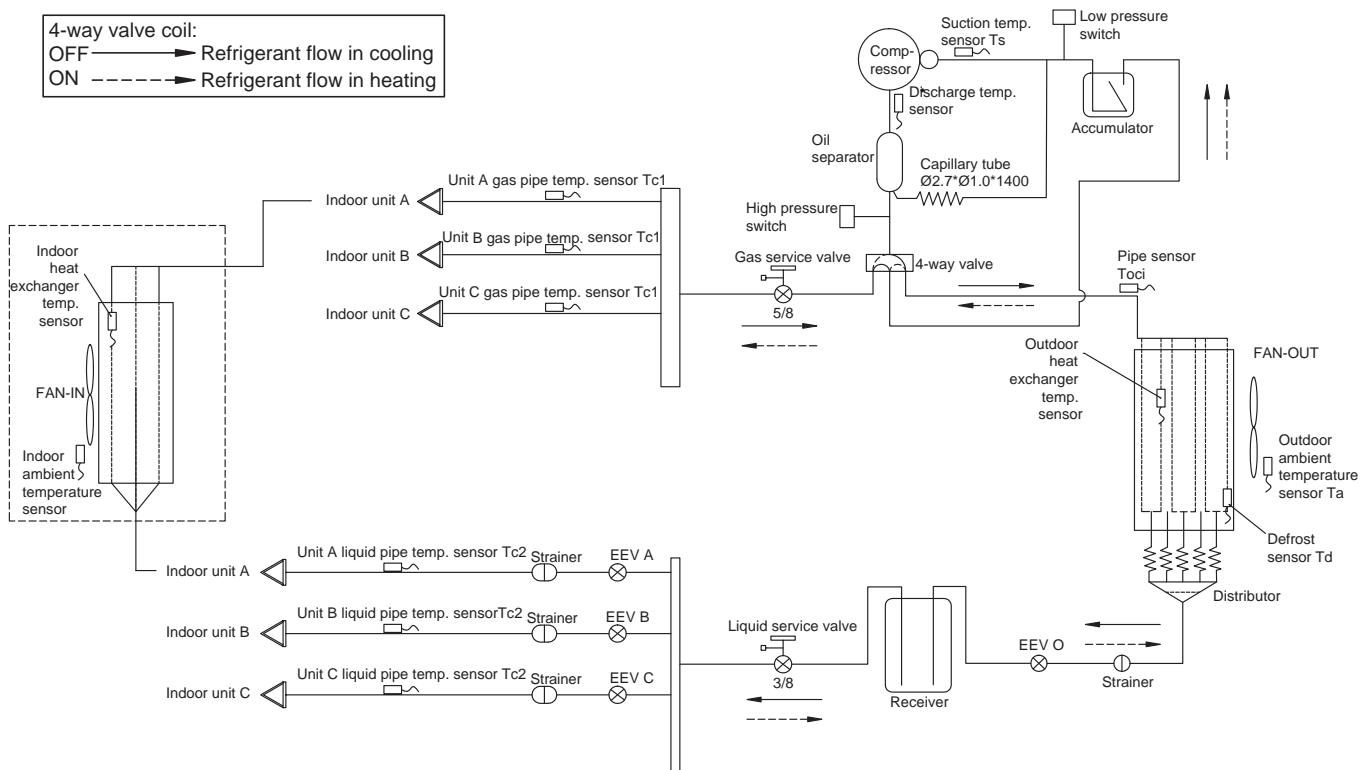 4-way valve coil:
OFF Refrigerant flow in cooling
ON Refrigerant flow in heating
Suction temp.
sensor Ts
Low pressure
switch
Comp-
ressor
Discharge temp.
sensor
Accumulator
Oil
separator
Capillary tube
Ø2.7*Ø1.0*1400
High pressure
switch
Gas service valve
4-way valve
5/8
Pipe sensor
Toci
Indoor unit A
Unit A gas pipe temp. sensor Tc1
Indoor unit B
Unit B gas pipe temp. sensor Tc1
Indoor unit C
Unit C gas pipe temp. sensor Tc1
Indoor
heat
exchanger
temp.
sensor
FAN-IN
Indoor
ambient
temperature
sensor
Outdoor
heat
exchanger
temp.
sensor
FAN-OUT
Outdoor
ambient
temperature
sensor Ta
Defrost
sensor Td
Distributor
Indoor unit A
Unit A liquid pipe temp. sensor Tc2
Strainer
EEV A
Indoor unit B
Unit B liquid pipe temp. sensorTc2
Strainer
EEV B
Indoor unit C
Unit C liquid pipe temp. sensor Tc2
Strainer
EEV C
Liquid service valve
3/8
Receiver
EEV O
Strainer